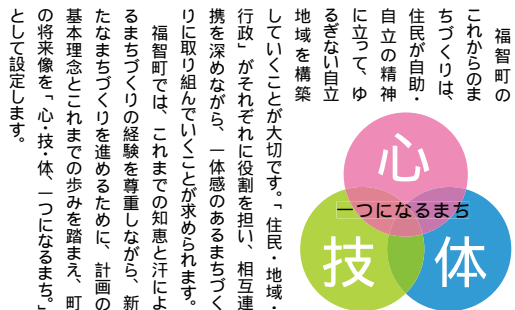 福智町の
これからのま
ちづくりは、
住民が自助・
自立の精神
に立って、ゆ
るぎない自立
地域を構築
していくことが大切です。「住民・地域・
行政」がそれぞれに役割を担い、相互連
携を深めながら、一体感のあるまちづく
りに取り組んでいくことが求められます。
福智町では、これまでの知恵と汗によ
るまちづくりの経験を尊重しながら、新
たなまちづくりを進めるために、計画の
基本理念とこれまでの歩みを踏まえ、町
の将来像を「心・技・体、一つになるまち。」
として設定します。
心
一つになるまち
技
体